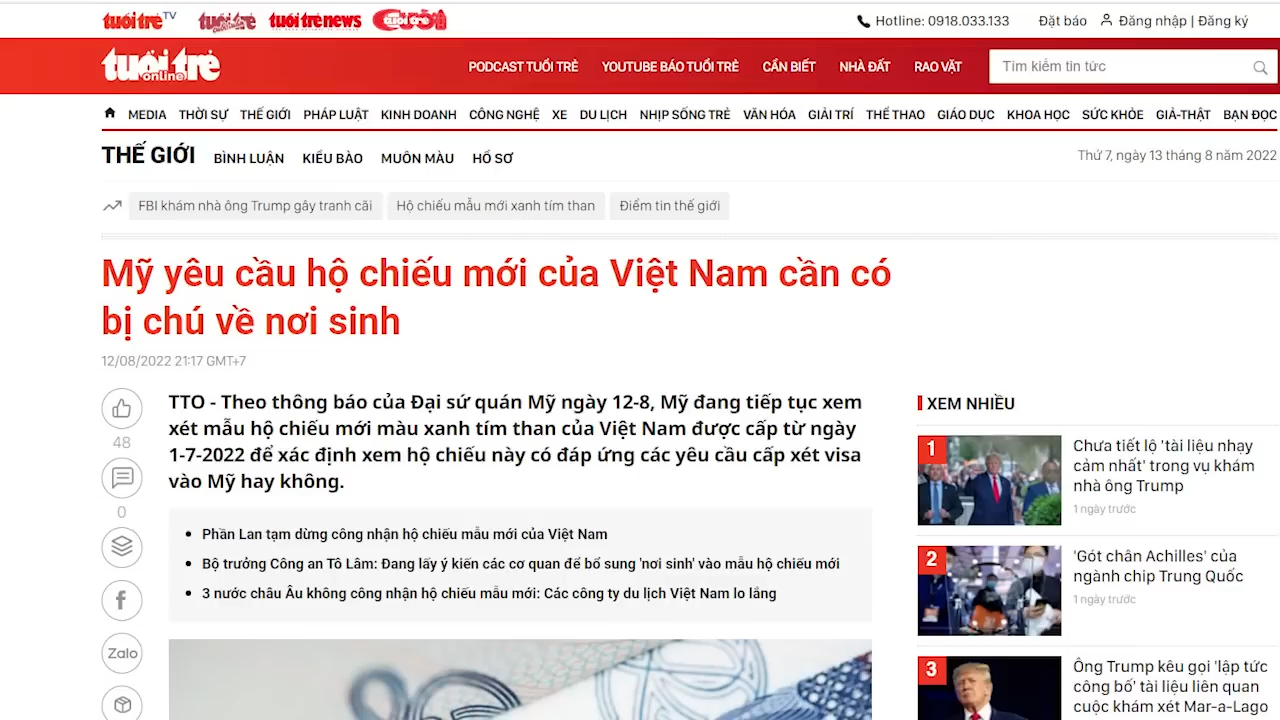 tuổi trẻ TV
tuổi trẻ
tuổi trẻ news
tuổi trẻ CƯỜI
Hotline: 0918.033.133
Đặt báo
Đăng nhập | Đăng ký
tuổi trẻ online
PODCAST TUỔI TRẺ
YOUTUBE BÁO TUỔI TRẺ
CẦN BIẾT
NHÀ ĐẤT
RAO VẶT
Tìm kiếm tin tức
MEDIA THỜI SỰ THẾ GIỚI PHÁP LUẬT KINH DOANH CÔNG NGHỆ XE DU LỊCH NHỊP SỐNG TRẺ VĂN HÓA GIẢI TRÍ THỂ THAO GIÁO DỤC KHOA HỌC SỨC KHỎE GIẢ-THẬT BẠN ĐỌC
THẾ GIỚI BÌNH LUẬN KIỀU BÀO MUÔN MÀU HỒ SƠ
Thứ 7, ngày 13 tháng 8 năm 2022
FBI khám nhà ông Trump gây tranh cãi
Hộ chiếu mẫu mới xanh tím than
Điểm tin thế giới
Mỹ yêu cầu hộ chiếu mới của Việt Nam cần có
bị chú về nơi sinh
12/08/2022 21:17 GMT+7
48
0
Zalo
TTO - Theo thông báo của Đại sứ quán Mỹ ngày 12-8, Mỹ đang tiếp tục xem
xét mẫu hộ chiếu mới màu xanh tím than của Việt Nam được cấp từ ngày
1-7-2022 để xác định xem hộ chiếu này có đáp ứng các yêu cầu cấp xét visa
vào Mỹ hay không.
Phần Lan tạm dừng công nhận hộ chiếu mẫu mới của Việt Nam
Bộ trưởng Công an Tô Lâm: Đang lấy ý kiến các cơ quan để bổ sung 'nơi sinh' vào mẫu hộ chiếu mới
3 nước châu Âu không công nhận hộ chiếu mẫu mới: Các công ty du lịch Việt Nam lo lắng
XEM NHIỀU
1
Chưa tiết lộ 'tài liệu nhạy
cảm nhất' trong vụ khám
nhà ông Trump
1 ngày trước
2
'Gót chân Achilles' của
ngành chip Trung Quốc
1 ngày trước
3
Ông Trump kêu gọi 'lập tức
công bố' tài liệu liên quan
cuộc khám xét Mar-a-Lago